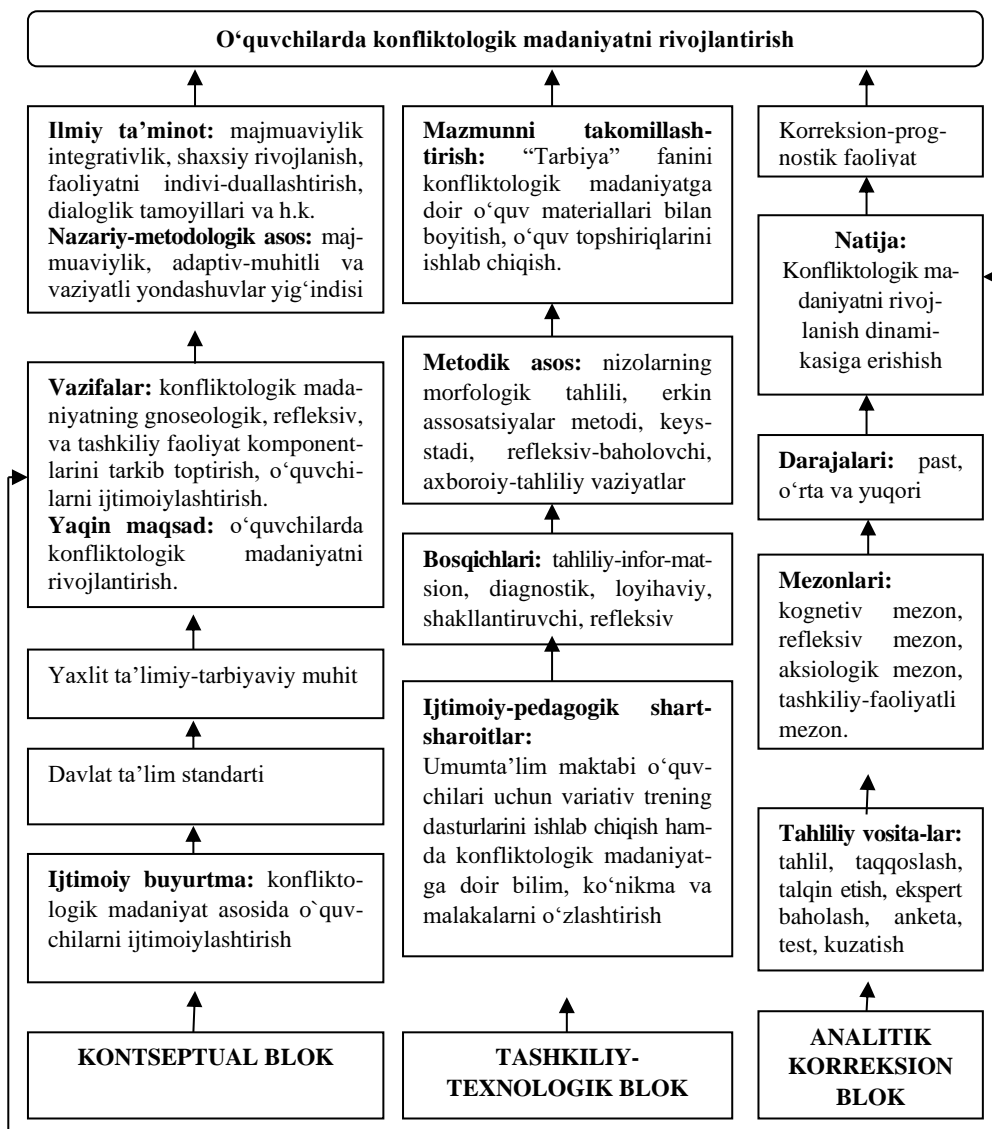 O‘quvchilarda konfliktologik madaniyatni rivojlantirish
Ilmiy ta’minot: majmuaviylik
integrativlik, shaxsiy rivojlanish,
faoliyatni indivi-duallashtirish,
dialoglik tamoyillari va h.k.
Nazariy-metodologik asos: maj-
muaviylik, adaptiv-muhitli va
vaziyatli yondashuvlar yig‘indisi
Vazifalar: konfliktologik mada-
niyatning gnoseologik, refleksiv,
va tashkiliy faoliyat komponent-
larini tarkib toptirish, o‘quvchi-
larni ijtimoiylashtirish.
Yaqin maqsad: o‘quvchilarda
konfliktologik madaniyatni
rivojlantirish.
Yaxlit ta’limiy-tarbiyaviy muhit
Davlat ta’lim standarti
Ijtimoiy buyurtma: konflikto-
logik madaniyat asosida o`quv-
chilarni ijtimoiylashtirish
KONTSEPTUAL BLOK
Mazmunni takomillash-
tirish: “Tarbiya” fanini
konfliktologik madaniyatga
doir o‘quv materiallari bilan
boyitish, o‘quv topshiriqlarini
ishlab chiqish.
Metodik asos: nizolarning
morfologik tahlili, erkin
assosatsiyalar metodi, keys-
stadi, refleksiv-baholovchi,
axboroiy-tahliliy vaziyatlar
Bosqichlari: tahliliy-infor-mat-
sion, diagnostik, loyihaviy,
shakllantiruvchi, refleksiv
Ijtimoiy-pedagogik shart-
sharoitlar:
Umumta’lim maktabi o‘quv-
chilari uchun variativ trening
dasturlarini ishlab chiqish ham-
da konfliktologik madaniyat-
ga doir bilim, ko‘nikma va
malakalarni o‘zlashtirish
TASHKILIY-
TEXNOLOGIK BLOK
Korreksion-prog-
nostik faoliyat
Natija:
Konfliktologik ma-
daniyatni rivoj-
lanish dinami-
kasiga erishish
Darajalari: past,
o‘rta va yuqori
Mezonlari:
kognetiv mezon,
refleksiv mezon,
aksiologik mezon,
tashkiliy-faoliyatli
mezon.
Tahliliy vosita-lar:
tahlil, taqqoslash,
talqin etish, ekspert
baholash, anketa,
test, kuzatish
ANALITIK
KORREKSION
BLOK